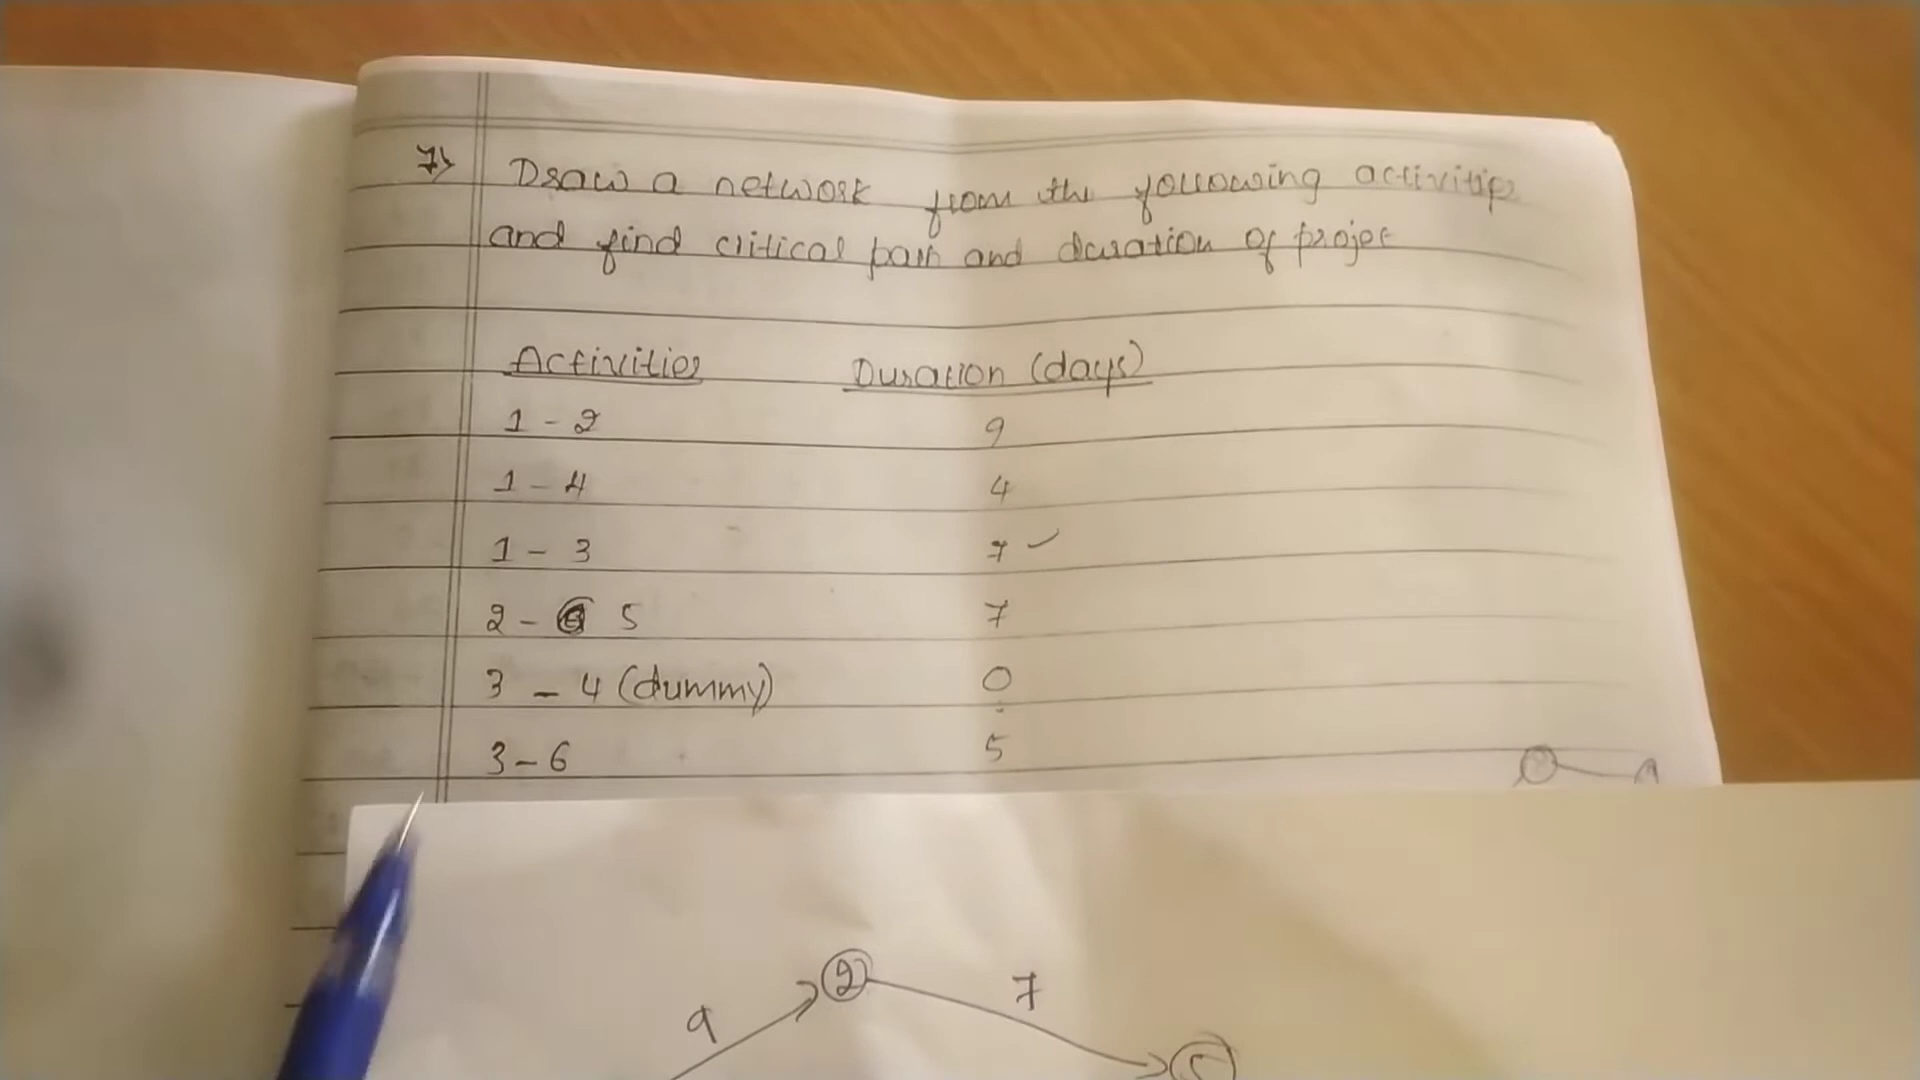 7) Draw a network from the following activities
and find critical path and duration of projec
Activities Duration (days)
1 - 2 9
1 - 4 4
1 - 3 7
2 - 5 7
3 - 4 (dummy) 0
3 - 6 5
2
7
9
5